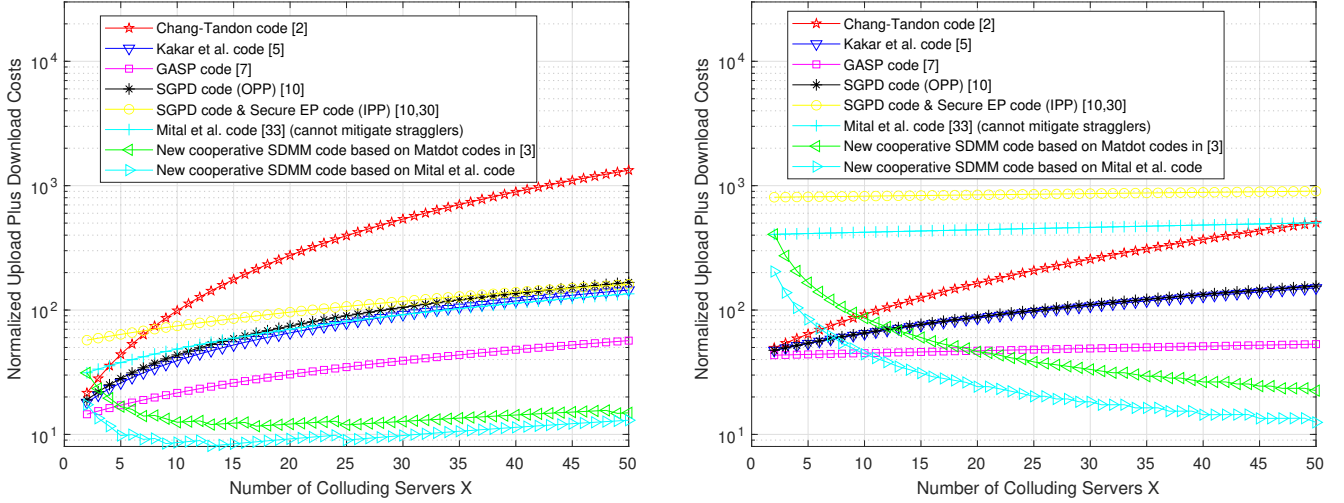 Normalized Upload Plus Download Costs
10^4
10^3
10^2
10^1
Chang-Tandon code [2]
Kakar et al. code [5]
GASP code [7]
SGPD code (OPP) [10]
SGPD code & Secure EP code (IPP) [10,30]
Mital et al. code [33] (cannot mitigate stragglers)
New cooperative SDMM code based on Matdot codes in [3]
New cooperative SDMM code based on Mital et al. code
0 5 10 15 20 25 30 35 40 45 50
Number of Colluding Servers X
Normalized Upload Plus Download Costs
10^4
10^3
10^2
10^1
Chang-Tandon code [2]
Kakar et al. code [5]
GASP code [7]
SGPD code (OPP) [10]
SGPD code & Secure EP code (IPP) [10,30]
Mital et al. code [33] (cannot mitigate stragglers)
New cooperative SDMM code based on Matdot codes in [3]
New cooperative SDMM code based on Mital et al. code
0 5 10 15 20 25 30 35 40 45 50
Number of Colluding Servers X